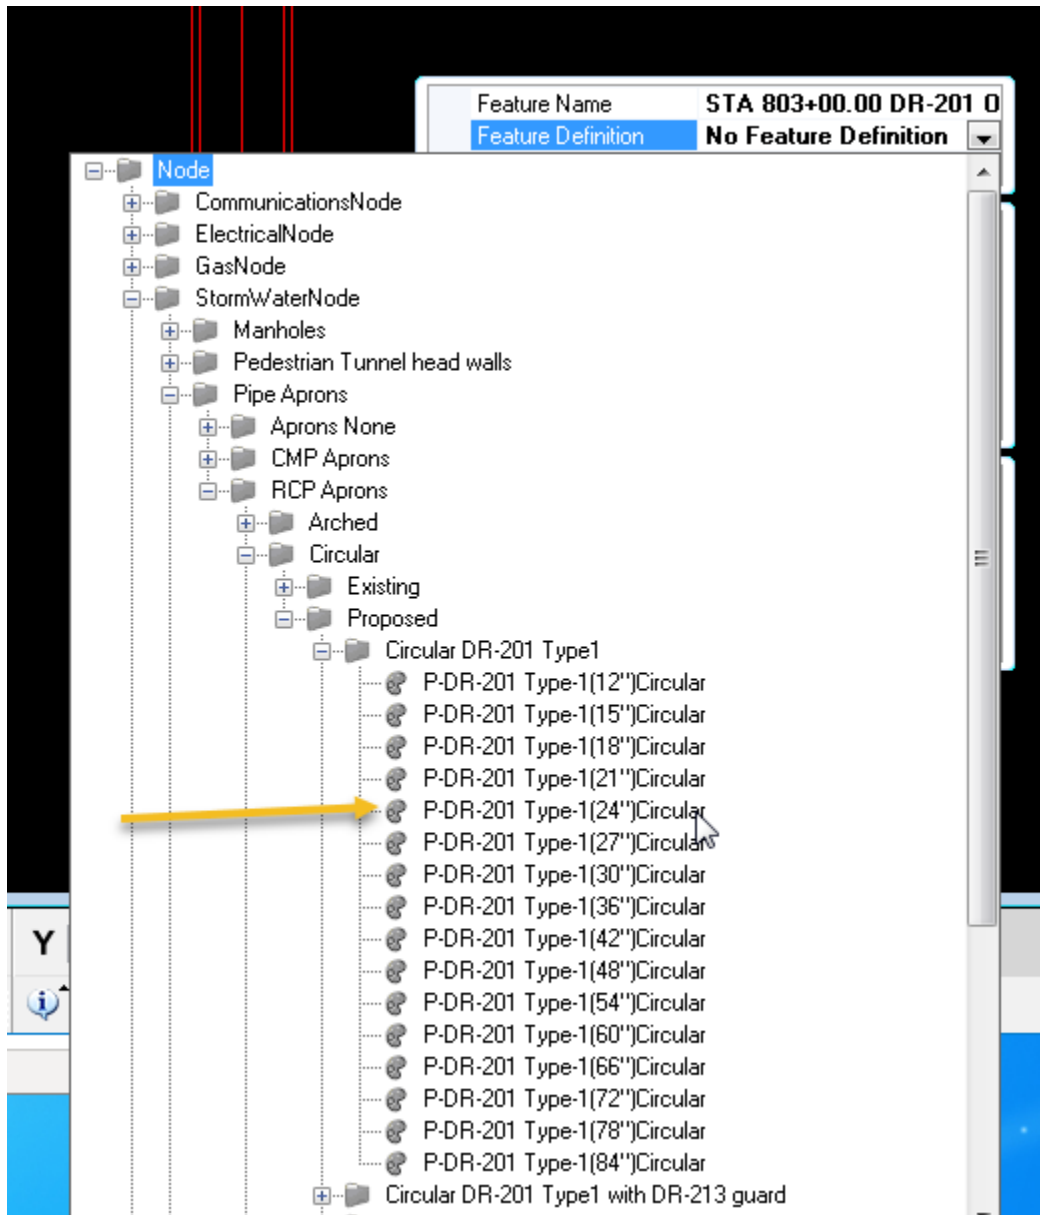 Feature Name STA 803+00.00 DR-201 O
Feature Definition No Feature Definition
Node
CommunicationsNode
ElectricalNode
GasNode
StormWaterNode
Manholes
Pedestrian Tunnel head walls
Pipe Aprons
Aprons None
CMP Aprons
RCP Aprons
Arched
Circular
Existing
Proposed
Circular DR-201 Type1
P-DR-201 Type-1(12'')Circular
P-DR-201 Type-1(15'')Circular
P-DR-201 Type-1(18'')Circular
P-DR-201 Type-1(21'')Circular
P-DR-201 Type-1(24'')Circular
P-DR-201 Type-1(27'')Circular
P-DR-201 Type-1(30'')Circular
P-DR-201 Type-1(36'')Circular
Y
P-DR-201 Type-1(42'')Circular
P-DR-201 Type-1(48'')Circular
P-DR-201 Type-1(54'')Circular
P-DR-201 Type-1(60'')Circular
P-DR-201 Type-1(66'')Circular
P-DR-201 Type-1(72'')Circular
P-DR-201 Type-1(78'')Circular
P-DR-201 Type-1(84'')Circular
Circular DR-201 Type1 with DR-213 guard